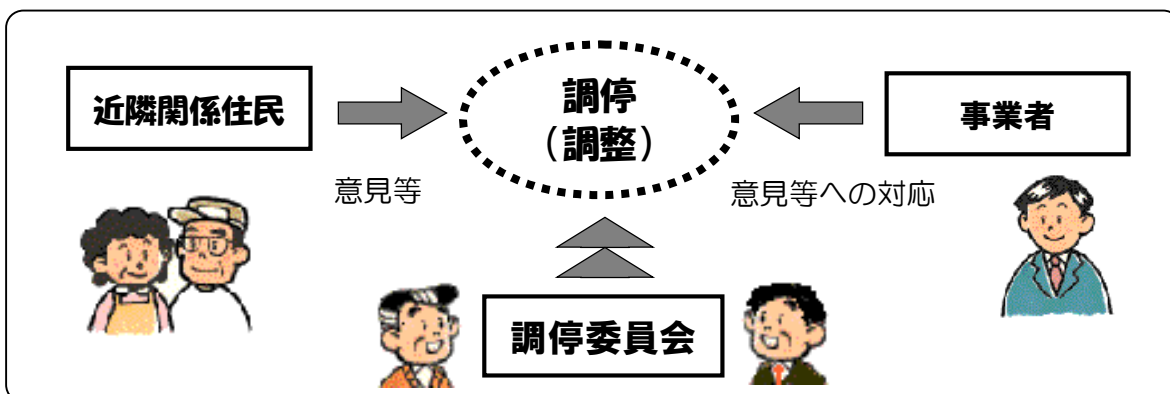 近隣関係住民
調停
（調整）
事業者
意見等
意見等への対応
調停委員会